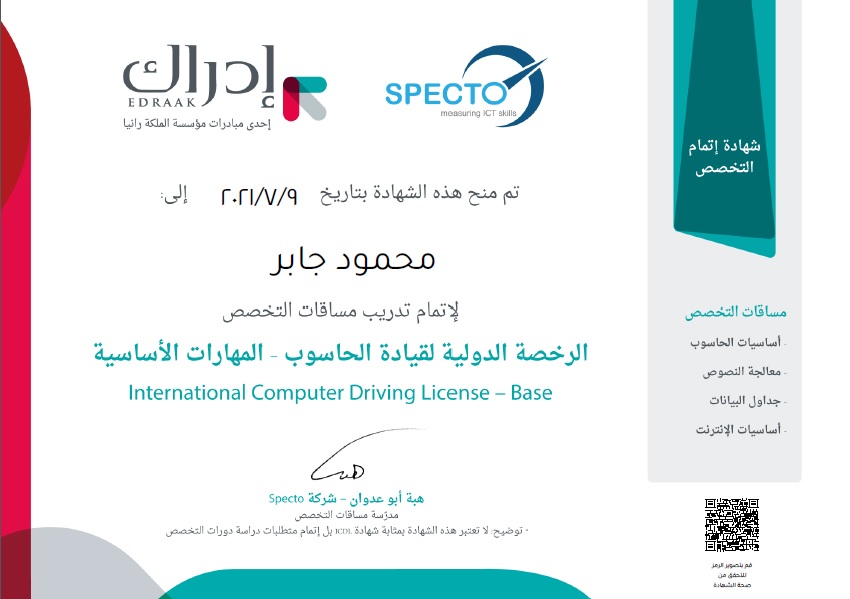 إدراك
EDRAAK
إحدى مبادرات مؤسسة الملكة رانيا
SPECTO
measuring ICT skills
شهادة إتمام
التخصص
تم منح هذه الشهادة بتاريخ ٢٠٢١/٧/٩ إلى:
محمود جابر
لإتمام تدريب مساقات التخصص
الرخصة الدولية لقيادة الحاسوب - المهارات الأساسية
International Computer Driving License – Base
هبة
هبة أبو عدوان – شركة Specto
مدرّسة مساقات التخصص
- توضيح: لا تعتبر هذه الشهادة بمثابة شهادة ICDL بل إتمام متطلبات دراسة دورات التخصص
مساقات التخصص
- أساسيات الحاسوب
- معالجة النصوص
- جداول البيانات
- أساسيات الإنترنت
قم بتصوير الرمز
للتحقق من
صحة الشهادة